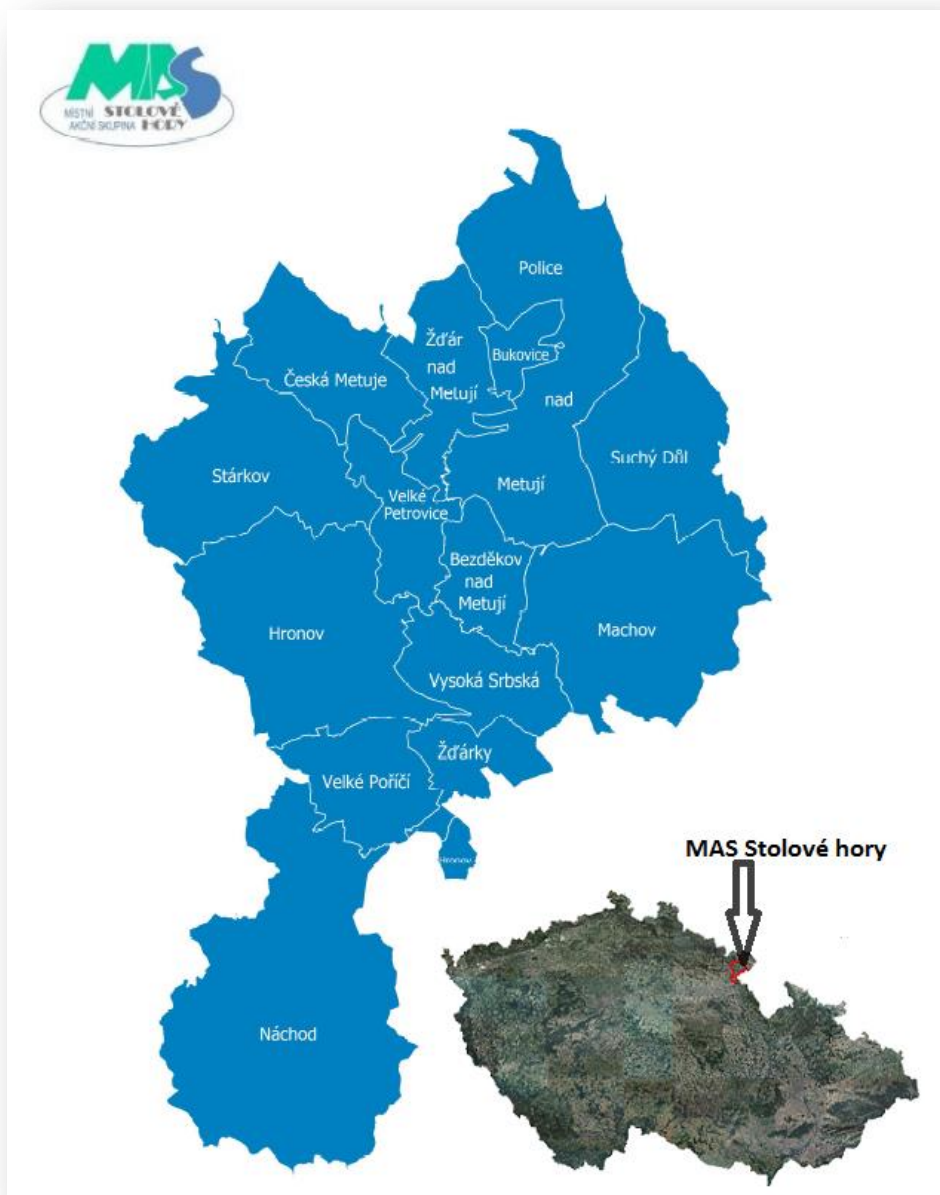 MAS
MÍSTNÍ STOLOVÉ
AKČNÍ SKUPINA HORY
Police
Žďár
nad
Metují
Bukovice
Česká Metuje
nad
Suchý Důl
Stárkov
Metují
Velké
Petrovice
Bezděkov
nad
Metují
Hronov
Machov
Vysoká Srbská
Žďárky
Velké Poříčí
MAS Stolové hory
Hronov
Náchod